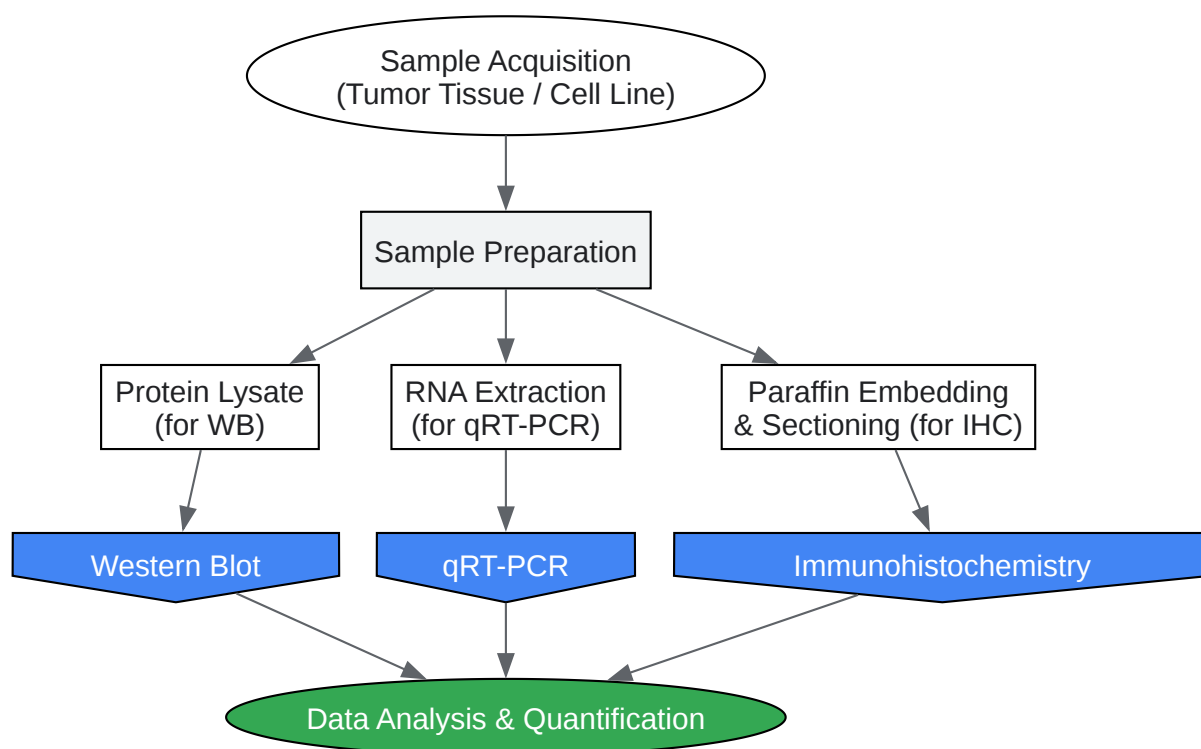 Sample Acquisition
(Tumor Tissue / Cell Line)
Sample Preparation
Protein Lysate
(for WB)
RNA Extraction
(for qRT-PCR)
Paraffin Embedding
& Sectioning (for IHC)
Western Blot
qRT-PCR
Immunohistochemistry
Data Analysis & Quantification